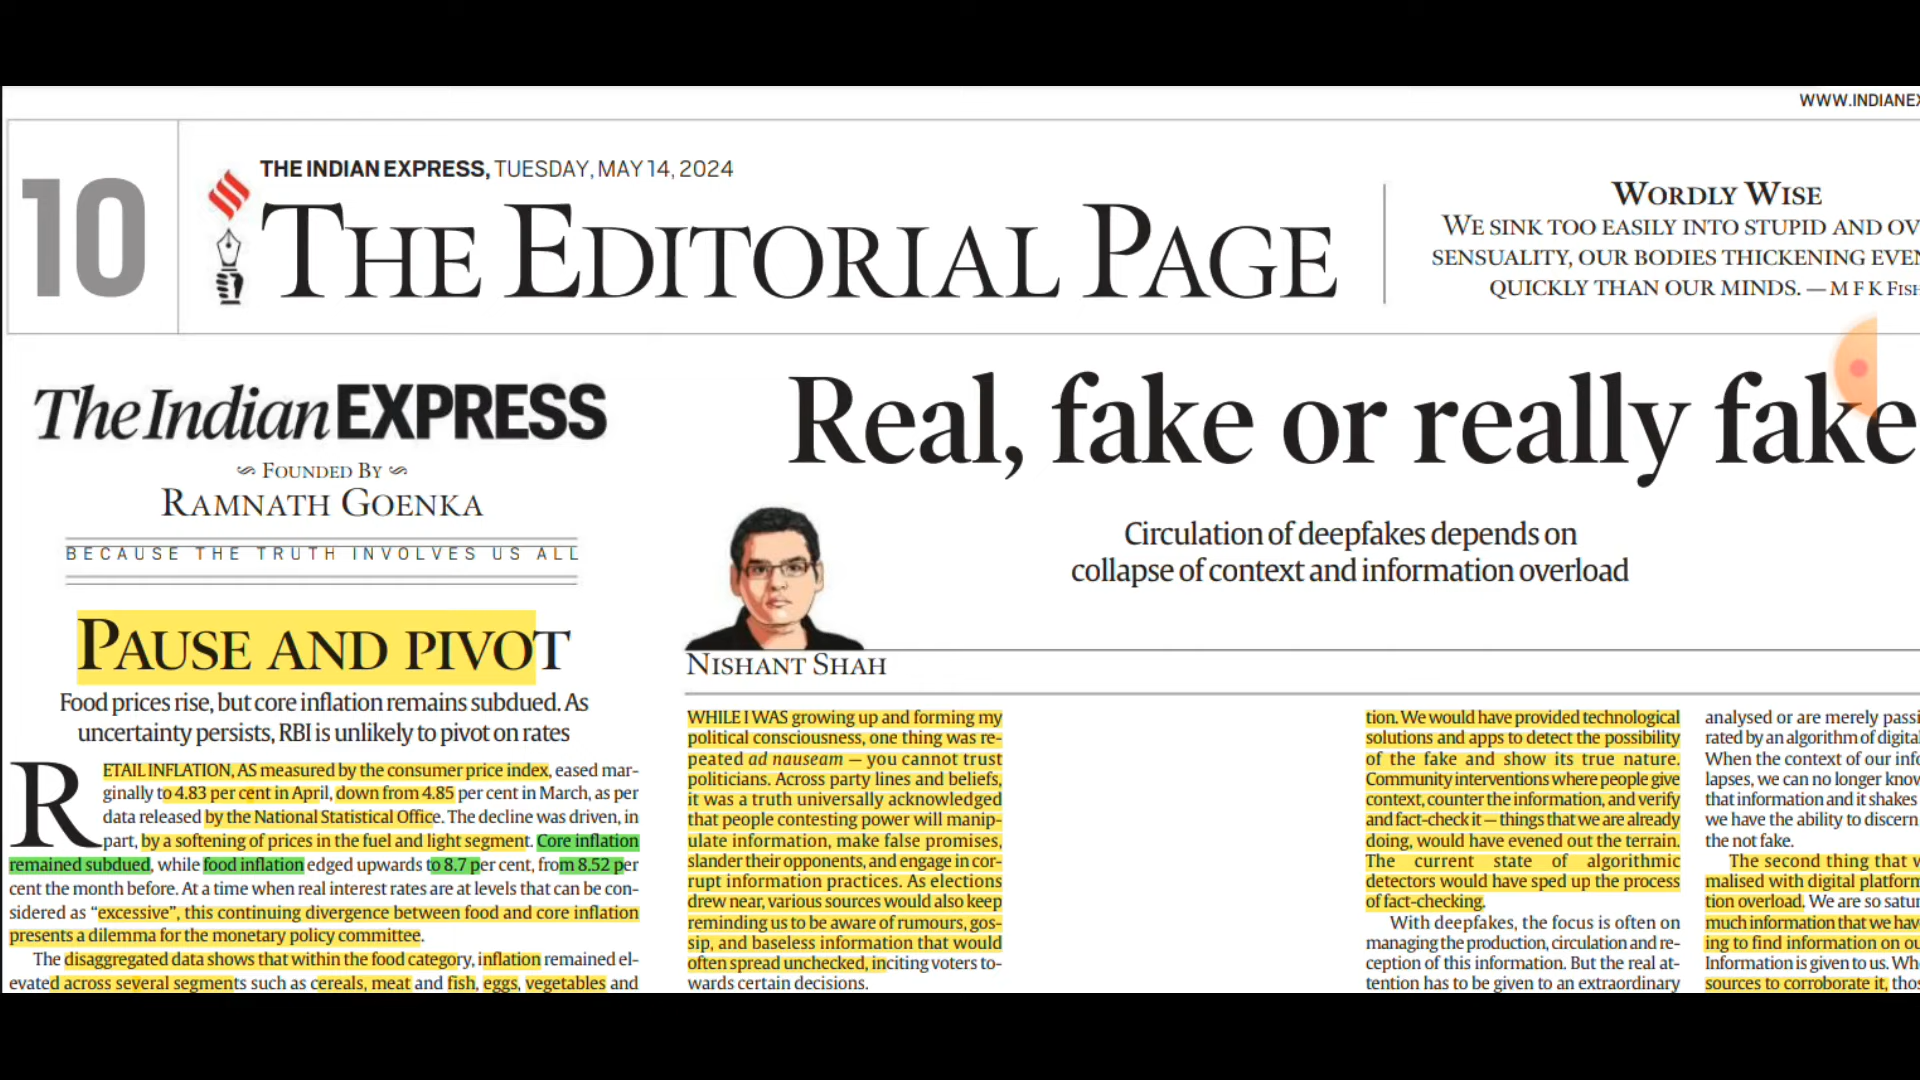 WWW.INDIANEX
10
THE INDIAN EXPRESS, TUESDAY, MAY 14, 2024
THE EDITORIAL PAGE
WORDLY WISE
WE SINK TOO EASILY INTO STUPID AND OV
SENSUALITY, OUR BODIES THICKENING EVEN
QUICKLY THAN OUR MINDS. — M F K FISH
The Indian EXPRESS
FOUNDED BY
RAMNATH GOENKA
BECAUSE THE TRUTH INVOLVES US ALL
PAUSE AND PIVOT
Food prices rise, but core inflation remains subdued. As
uncertainty persists, RBI is unlikely to pivot on rates
RETAIL INFLATION, AS measured by the consumer price index, eased mar-
ginally to 4.83 per cent in April, down from 4.85 per cent in March, as per
data released by the National Statistical Office. The decline was driven, in
part, by a softening of prices in the fuel and light segment. Core inflation
remained subdued, while food inflation edged upwards to 8.7 per cent, from 8.52 per
cent the month before. At a time when real interest rates are at levels that can be con-
sidered as “excessive”, this continuing divergence between food and core inflation
presents a dilemma for the monetary policy committee.
The disaggregated data shows that within the food category, inflation remained el-
evated across several segments such as cereals, meat and fish, eggs, vegetables and
Real, fake or really fake
Circulation of deepfakes depends on
collapse of context and information overload
NISHANT SHAH
WHILE I WAS growing up and forming my
political consciousness, one thing was re-
peated ad nauseam — you cannot trust
politicians. Across party lines and beliefs,
it was a truth universally acknowledged
that people contesting power will manip-
ulate information, make false promises,
slander their opponents, and engage in cor-
rupt information practices. As elections
drew near, various sources would also keep
reminding us to be aware of rumours, gos-
sip, and baseless information that would
often spread unchecked, inciting voters to-
wards certain decisions.
tion. We would have provided technological
solutions and apps to detect the possibility
of the fake and show its true nature.
Community interventions where people give
context, counter the information, and verify
and fact-check it — things that we are already
doing, would have evened out the terrain.
The current state of algorithmic
detectors would have sped up the process
of fact-checking.
With deepfakes, the focus is often on
managing the production, circulation and re-
ception of this information. But the real at-
tention has to be given to an extraordinary
analysed or are merely passi
rated by an algorithm of digital
When the context of our info
lapses, we can no longer know
that information and it shakes
we have the ability to discern
the not fake.
The second thing that w
malised with digital platform
tion overload. We are so satur
much information that we hav
ing to find information on ou
Information is given to us. Wh
sources to corroborate it, thos